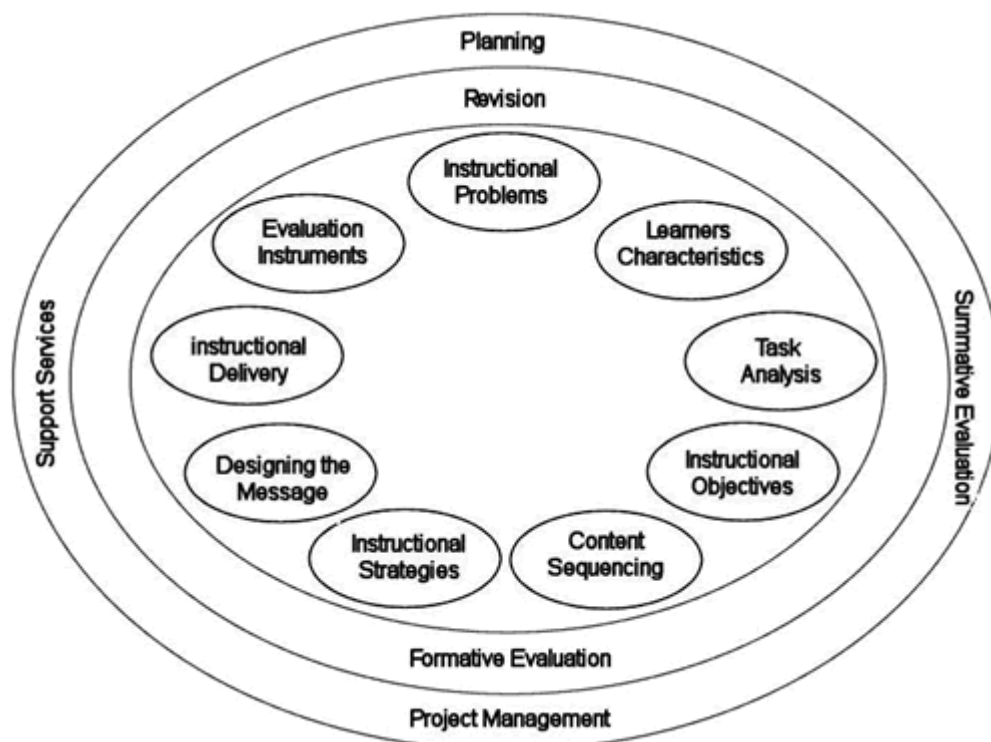 Planning
Revision
Instructional
Problems
Learners
Characteristics
Task
Analysis
Instructional
Objectives
Content
Sequencing
Instructional
Strategies
Designing the
Message
instructional
Delivery
Evaluation
Instruments
Support Services
Summative Evaluation
Formative Evaluation
Project Management